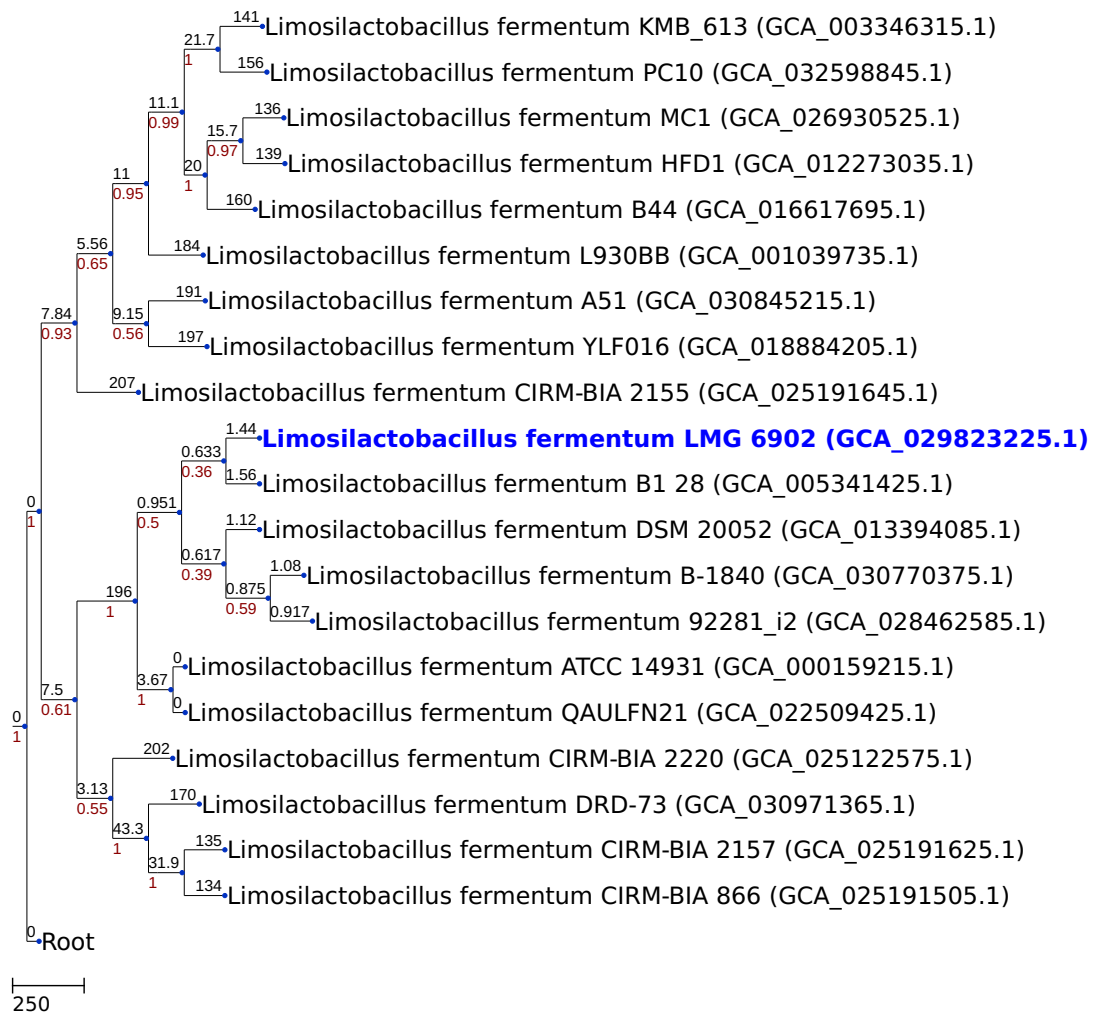 141 Limosilactobacillus fermentum KMB_613 (GCA_003346315.1)
21.7
1
156 Limosilactobacillus fermentum PC10 (GCA_032598845.1)
11.1
0.99
136 Limosilactobacillus fermentum MC1 (GCA_026930525.1)
15.7
0.97
139 Limosilactobacillus fermentum HFD1 (GCA_012273035.1)
20
1
11
0.95
160 Limosilactobacillus fermentum B44 (GCA_016617695.1)
5.56
0.65
184 Limosilactobacillus fermentum L930BB (GCA_001039735.1)
191 Limosilactobacillus fermentum A51 (GCA_030845215.1)
7.84
0.93
9.15
0.56
197 Limosilactobacillus fermentum YLF016 (GCA_018884205.1)
207 Limosilactobacillus fermentum CIRM-BIA 2155 (GCA_025191645.1)
1.44 Limosilactobacillus fermentum LMG 6902 (GCA_029823225.1)
0.633
0.36
1.56 Limosilactobacillus fermentum B1 28 (GCA_005341425.1)
0
1
0.951
0.5
1.12 Limosilactobacillus fermentum DSM 20052 (GCA_013394085.1)
0.617
0.39
1.08 Limosilactobacillus fermentum B-1840 (GCA_030770375.1)
0.875
0.59
196
1
0.917 Limosilactobacillus fermentum 92281_i2 (GCA_028462585.1)
0 Limosilactobacillus fermentum ATCC 14931 (GCA_000159215.1)
3.67
1
7.5
0.61
0 Limosilactobacillus fermentum QAULFN21 (GCA_022509425.1)
0
1
202 Limosilactobacillus fermentum CIRM-BIA 2220 (GCA_025122575.1)
3.13
0.55
170 Limosilactobacillus fermentum DRD-73 (GCA_030971365.1)
43.3
1
135 Limosilactobacillus fermentum CIRM-BIA 2157 (GCA_025191625.1)
31.9
1
134 Limosilactobacillus fermentum CIRM-BIA 866 (GCA_025191505.1)
0 Root
250